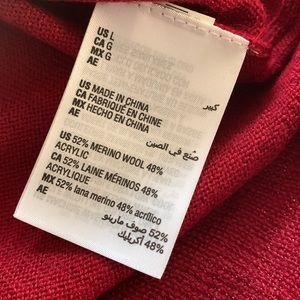 US L
CA G
MX G
AE
كبير
US MADE IN CHINA
CA FABRIQUÉ EN CHINE
MX HECHO EN CHINA
AE
صُنع في الصين
US 52% MERINO WOOL 48%
ACRYLIC
CA 52% LAINE MÉRINOS 48%
ACRYLIQUE
MX 52% lana merino 48% acrílico
AE
52% صوف مارينو
48% أكريليك